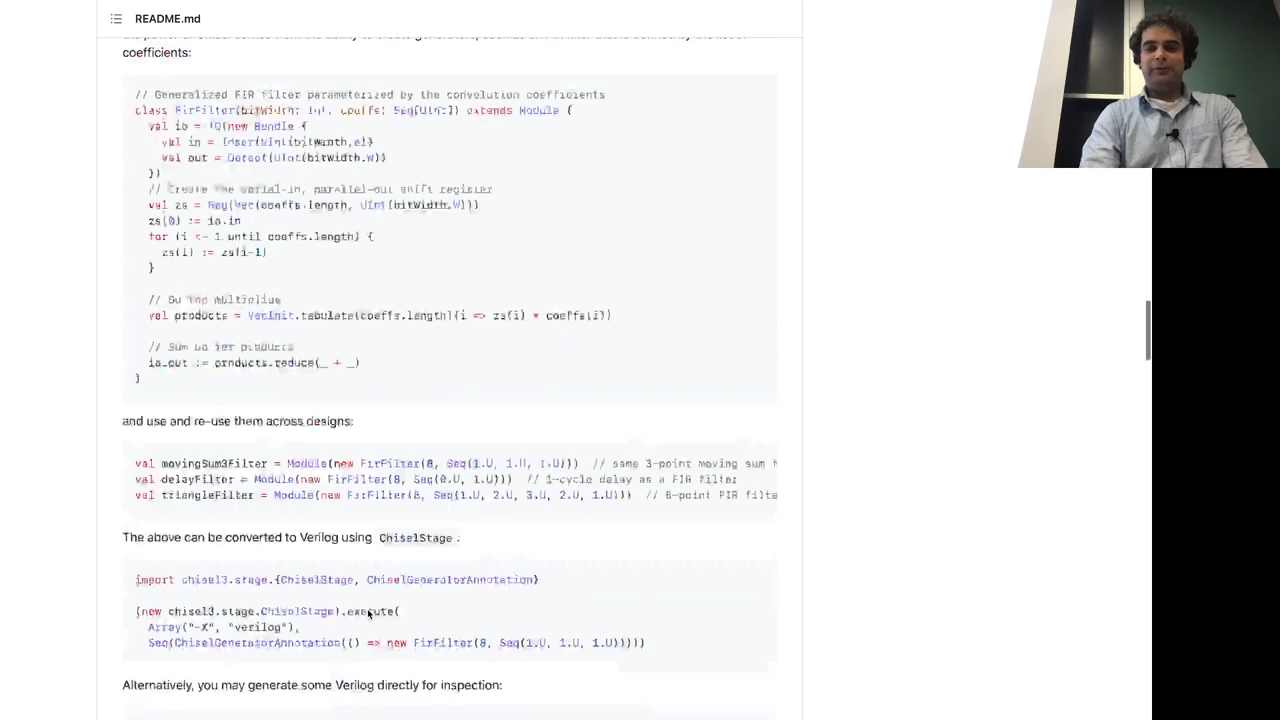 README.md
coefficients:
// Generalized FIR filter parameterized by the convolution coefficients
class FirFilter(bitWidth: Int, coeffs: Seq[UInt]) extends Module {
val io = IO(new Bundle {
val in = Input(UInt(bitWidth.W))
val out = Output(UInt(bitWidth.W))
})
// Create the serial-in, parallel-out shift register
val zs = Reg(Vec(coeffs.length, UInt(bitWidth.W)))
zs(0) := io.in
for (i <- 1 until coeffs.length) {
zs(i) := zs(i-1)
}
// Do the multiplies
val products = VecInit.tabulate(coeffs.length)(i => zs(i) * coeffs(i))
// Sum up the products
io.out := products.reduce(_ + _)
}
and use and re-use them across designs:
val movingSum3Filter = Module(new FirFilter(8, Seq(1.U, 1.U, 1.U))) // same 3-point moving sum f
val delayFilter = Module(new FirFilter(8, Seq(0.U, 1.U))) // 1-cycle delay as a FIR filter
val triangleFilter = Module(new FirFilter(8, Seq(1.U, 2.U, 3.U, 2.U, 1.U))) // 5-point FIR filte
The above can be converted to Verilog using ChiselStage :
import chisel3.stage.{ChiselStage, ChiselGeneratorAnnotation}
(new chisel3.stage.ChiselStage).execute(
Array("-X", "verilog"),
Seq(ChiselGeneratorAnnotation(() => new FirFilter(8, Seq(1.U, 1.U, 1.U)))))
Alternatively, you may generate some Verilog directly for inspection: